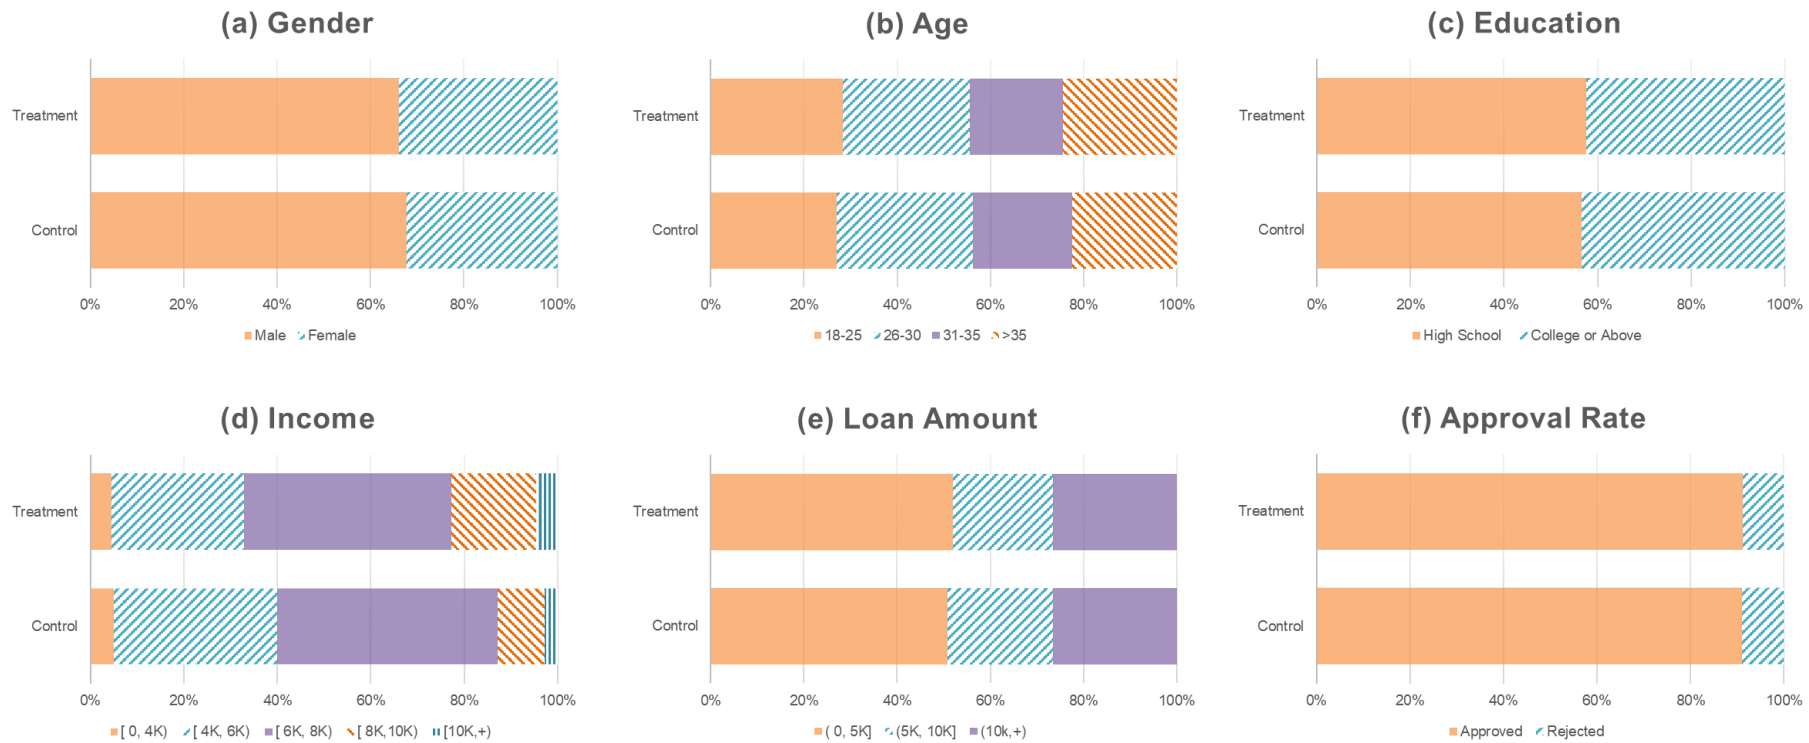 (a) Gender
Treatment
Control
0% 20% 40% 60% 80% 100%
Male Female
(b) Age
Treatment
Control
0% 20% 40% 60% 80% 100%
18-25 26-30 31-35 >35
(c) Education
Treatment
Control
0% 20% 40% 60% 80% 100%
High School College or Above
(d) Income
Treatment
Control
0% 20% 40% 60% 80% 100%
[ 0, 4K) [ 4K, 6K) [ 6K, 8K) [ 8K,10K) [10K,+)
(e) Loan Amount
Treatment
Control
0% 20% 40% 60% 80% 100%
( 0, 5K] (5K, 10K] (10k,+)
(f) Approval Rate
Treatment
Control
0% 20% 40% 60% 80% 100%
Approved Rejected